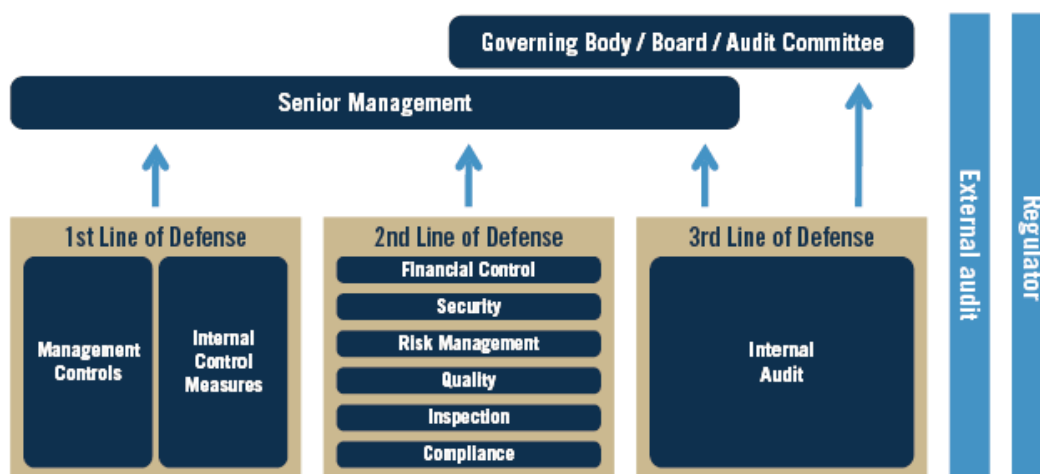 Governing Body / Board / Audit Committee
Senior Management
1st Line of Defense
Management
Controls
Internal
Control
Measures
2nd Line of Defense
Financial Control
Security
Risk Management
Quality
Inspection
Compliance
3rd Line of Defense
Internal
Audit
External audit
Regulator